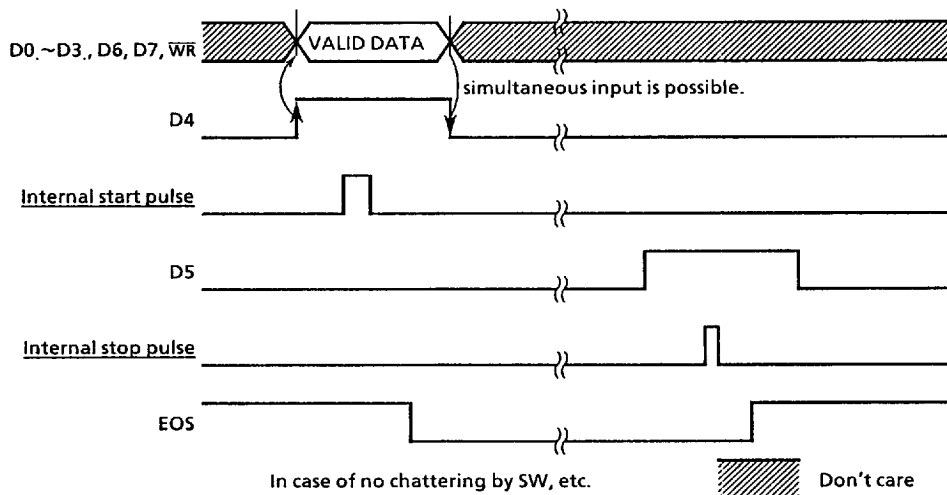 D0.~D3., D6, D7, W̅R̅
VALID DATA
simultaneous input is possible.
D4
Internal start pulse
D5
Internal stop pulse
EOS
In case of no chattering by SW, etc.
Don't care